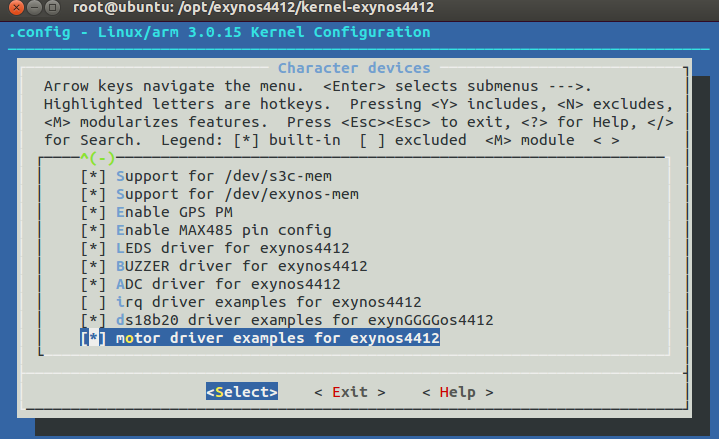 root@ubuntu: /opt/exynos4412/kernel-exynos4412
.config - Linux/arm 3.0.15 Kernel Configuration
Character devices
Arrow keys navigate the menu.  <Enter> selects submenus --->.
Highlighted letters are hotkeys.  Pressing <Y> includes, <N> excludes,
<M> modularizes features.  Press <Esc><Esc> to exit, <?> for Help, </>
for Search.  Legend: [*] built-in  [ ] excluded  <M> module  < >
^(-)
[*] Support for /dev/s3c-mem
[*] Support for /dev/exynos-mem
[*] Enable GPS PM
[*] Enable MAX485 pin config
[*] LEDS driver for exynos4412
[*] BUZZER driver for exynos4412
[*] ADC driver for exynos4412
[ ] irq driver examples for exynos4412
[*] ds18b20 driver examples for exynGGGGos4412
[*] motor driver examples for exynos4412
<Select>    < Exit >    < Help >